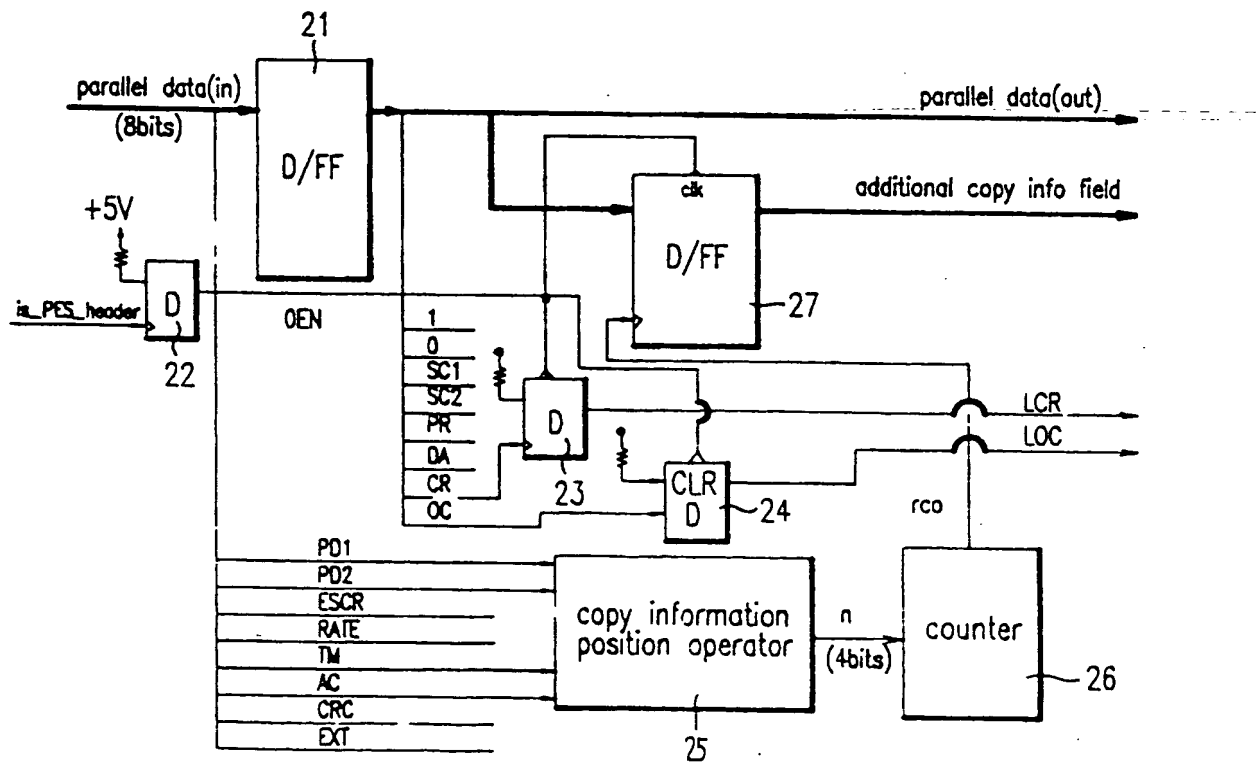 21
parallel data(in)
(8bits)
D/FF
parallel data(out)
clk
D/FF
27
additional copy info field
+5V
is_PES_header
D
22
OEN
1
0
SC1
SC2
PR
DA
CR
OC
D
23
CLR
D
24
LCR
LOC
rco
PD1
PD2
ESCR
RATE
TM
AC
CRC
EXT
copy information
position operator
25
n
(4bits)
counter
26